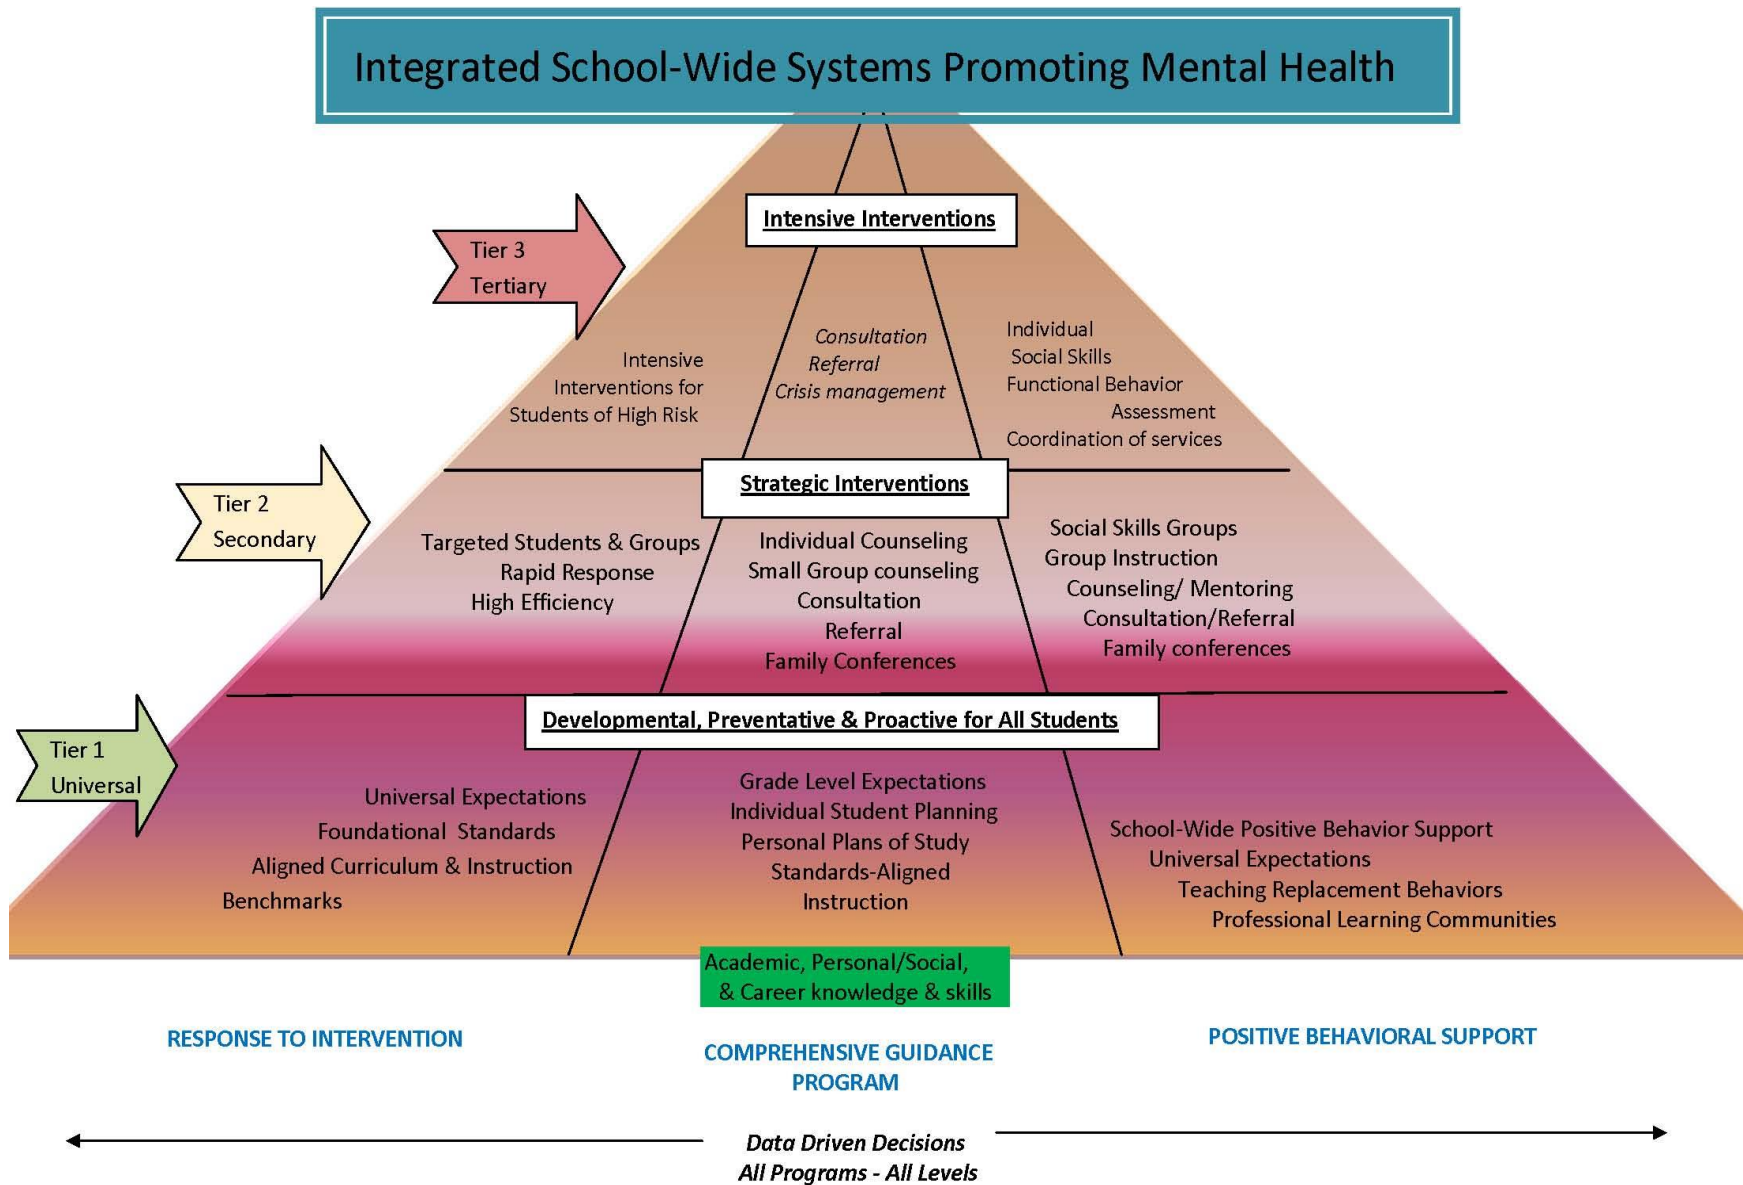 Integrated School-Wide Systems Promoting Mental Health
Intensive Interventions
Tier 3
Tertiary
Intensive
Interventions for
Students of High Risk
Consultation
Referral
Crisis management
Individual
Social Skills
Functional Behavior
Assessment
Coordination of services
Strategic Interventions
Tier 2
Secondary
Targeted Students & Groups
Rapid Response
High Efficiency
Individual Counseling
Small Group counseling
Consultation
Referral
Family Conferences
Social Skills Groups
Group Instruction
Counseling/ Mentoring
Consultation/Referral
Family conferences
Developmental, Preventative & Proactive for All Students
Tier 1
Universal
Universal Expectations
Foundational Standards
Aligned Curriculum & Instruction
Benchmarks
Grade Level Expectations
Individual Student Planning
Personal Plans of Study
Standards-Aligned
Instruction
School-Wide Positive Behavior Support
Universal Expectations
Teaching Replacement Behaviors
Professional Learning Communities
Academic, Personal/Social,
& Career knowledge & skills
RESPONSE TO INTERVENTION
COMPREHENSIVE GUIDANCE
PROGRAM
POSITIVE BEHAVIORAL SUPPORT
Data Driven Decisions
All Programs - All Levels